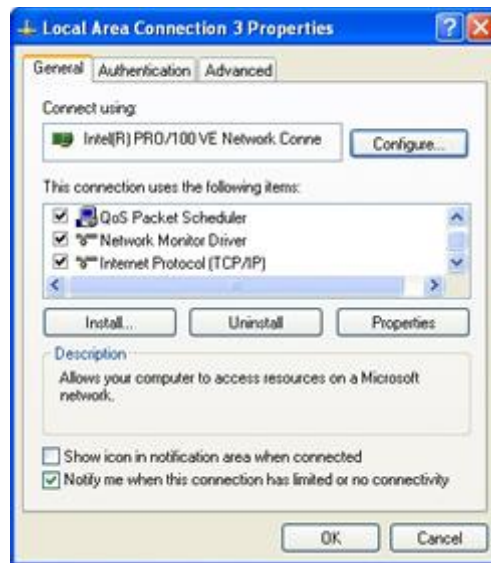 Local Area Connection 3 Properties
General Authentication Advanced
Connect using:
Intel(R) PRO/100 VE Network Conne
Configure...
This connection uses the following items:
QoS Packet Scheduler
Network Monitor Driver
Internet Protocol (TCP/IP)
Install... Uninstall Properties
Description
Allows your computer to access resources on a Microsoft
network.
Show icon in notification area when connected
Notify me when this connection has limited or no connectivity
OK Cancel